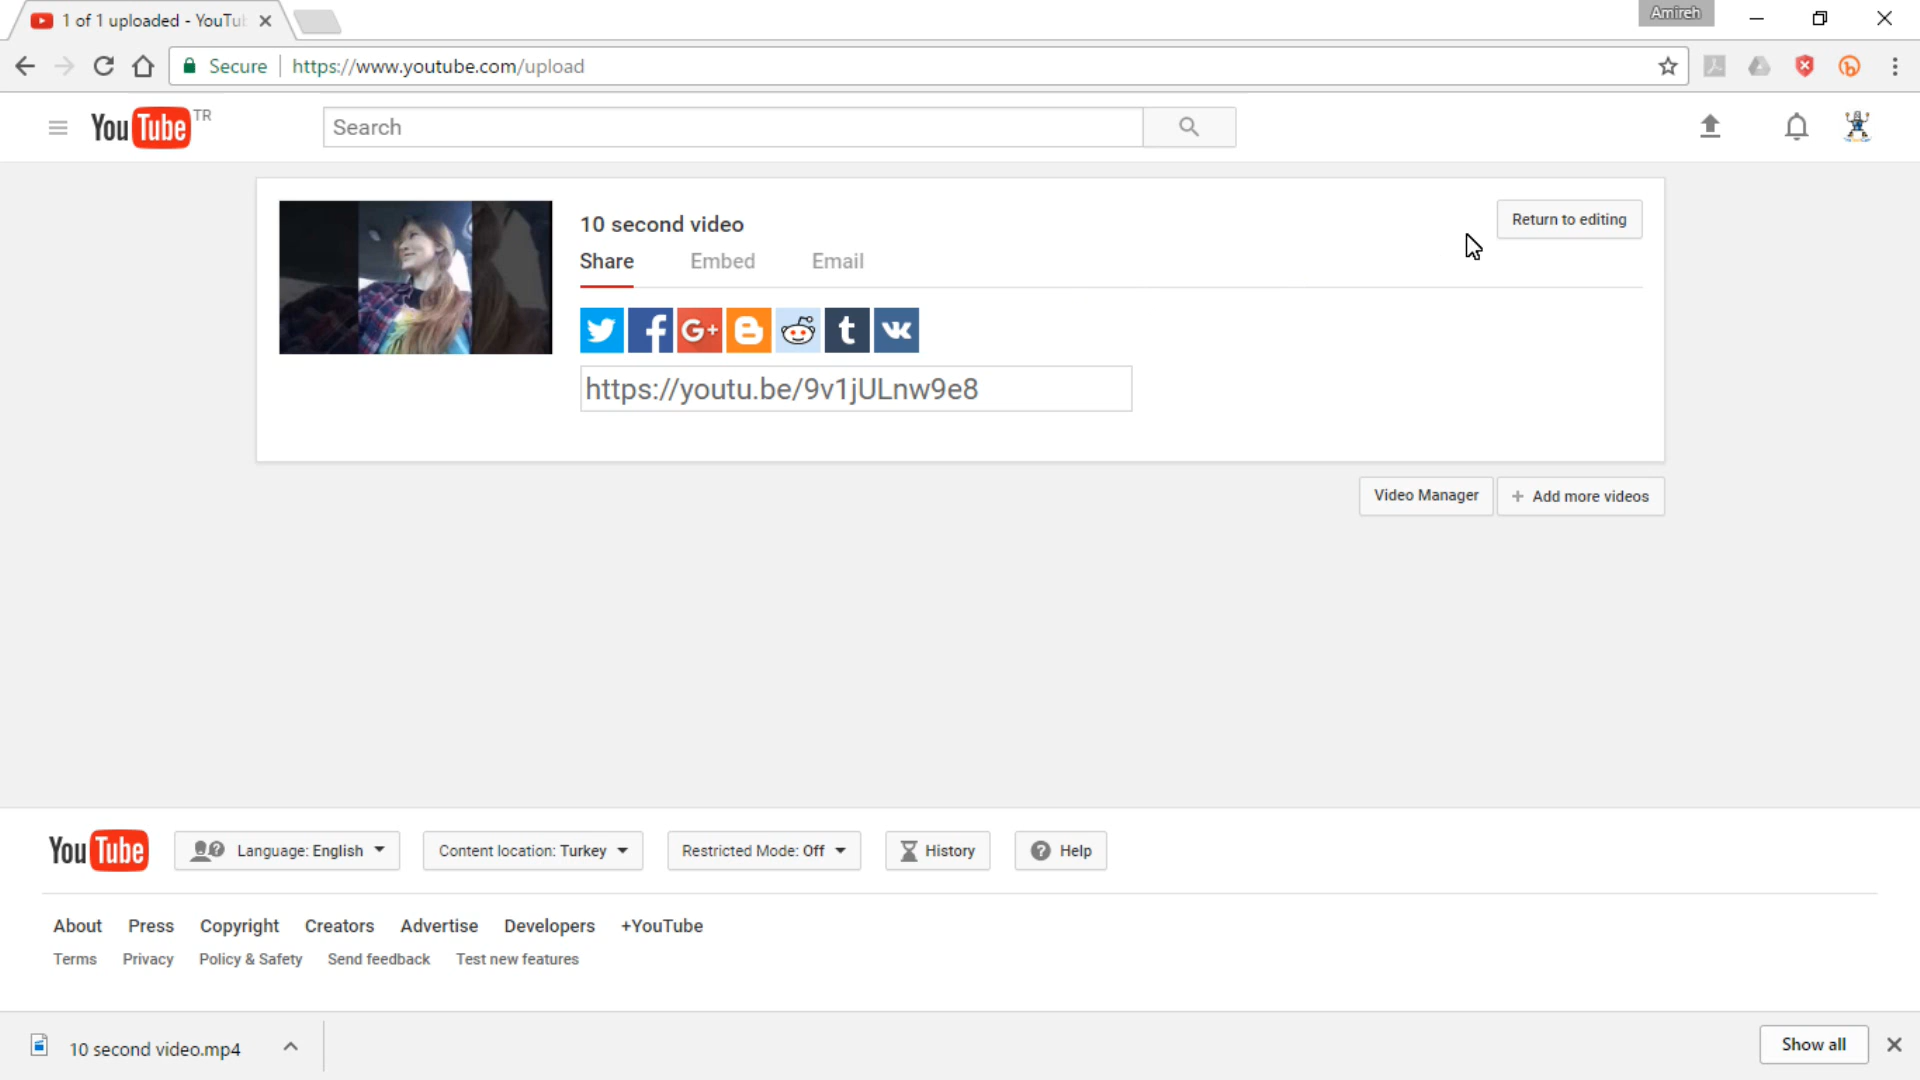 1 of 1 uploaded - YouTu
Amireh
Secure
https://www.youtube.com/upload
YouTube TR
Search
10 second video
Return to editing
Share
Embed
Email
G+
t
https://youtu.be/9v1jULnw9e8
Video Manager
+ Add more videos
YouTube
Language: English
Content location: Turkey
Restricted Mode: Off
History
Help
About Press Copyright Creators Advertise Developers +YouTube
Terms Privacy Policy & Safety Send feedback Test new features
10 second video.mp4
Show all